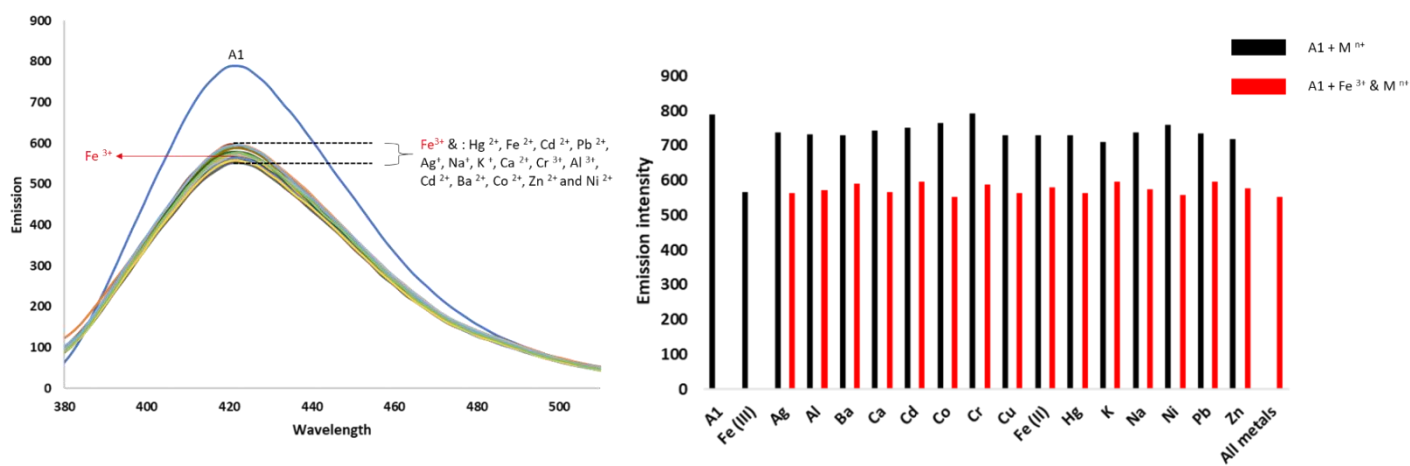 900
800
700
600
500
400
300
200
100
0
380
400
420
440
460
480
500
Emission
Wavelength
A1
Fe 3+
Fe3+ & : Hg 2+, Fe 2+, Cd 2+, Pb 2+,
Ag+, Na+, K +, Ca 2+, Cr 3+, Al 3+,
Cd 2+, Ba 2+, Co 2+, Zn 2+ and Ni 2+
A1 + M n+
A1 + Fe 3+ & M n+
900
800
700
600
500
400
300
200
100
0
Emission intensity
A1
Fe (III)
Ag
Al
Ba
Ca
Cd
Co
Cr
Cu
Fe (II)
Hg
K
Na
Ni
Pb
Zn
All metals